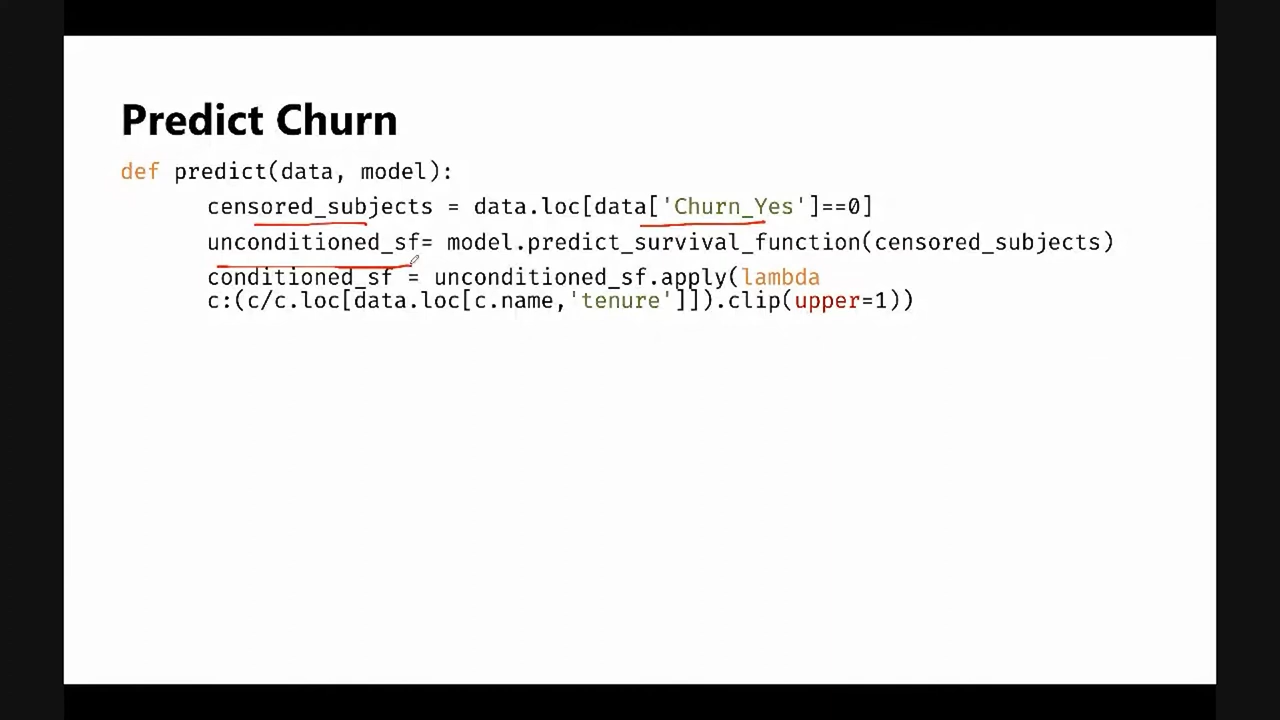 Predict Churn
def predict(data, model):
censored_subjects = data.loc[data['Churn_Yes']==0]
unconditioned_sf= model.predict_survival_function(censored_subjects)
conditioned_sf = unconditioned_sf.apply(lambda
c:(c/c.loc[data.loc[c.name,'tenure']]).clip(upper=1))